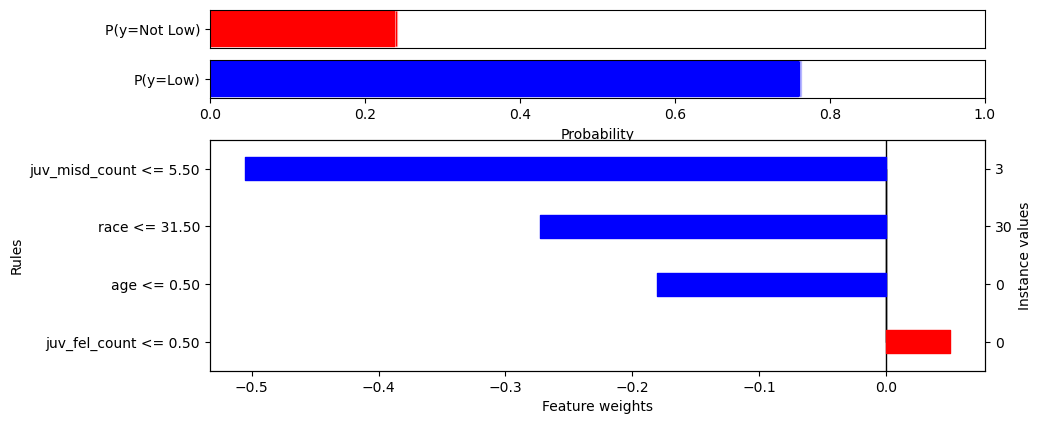 P(y=Not Low)
P(y=Low)
0.0 0.2 0.4 0.6 0.8 1.0
Probability
juv_misd_count <= 5.50 3
race <= 31.50 30
age <= 0.50 0
juv_fel_count <= 0.50 0
Rules
Instance values
−0.5 −0.4 −0.3 −0.2 −0.1 0.0
Feature weights